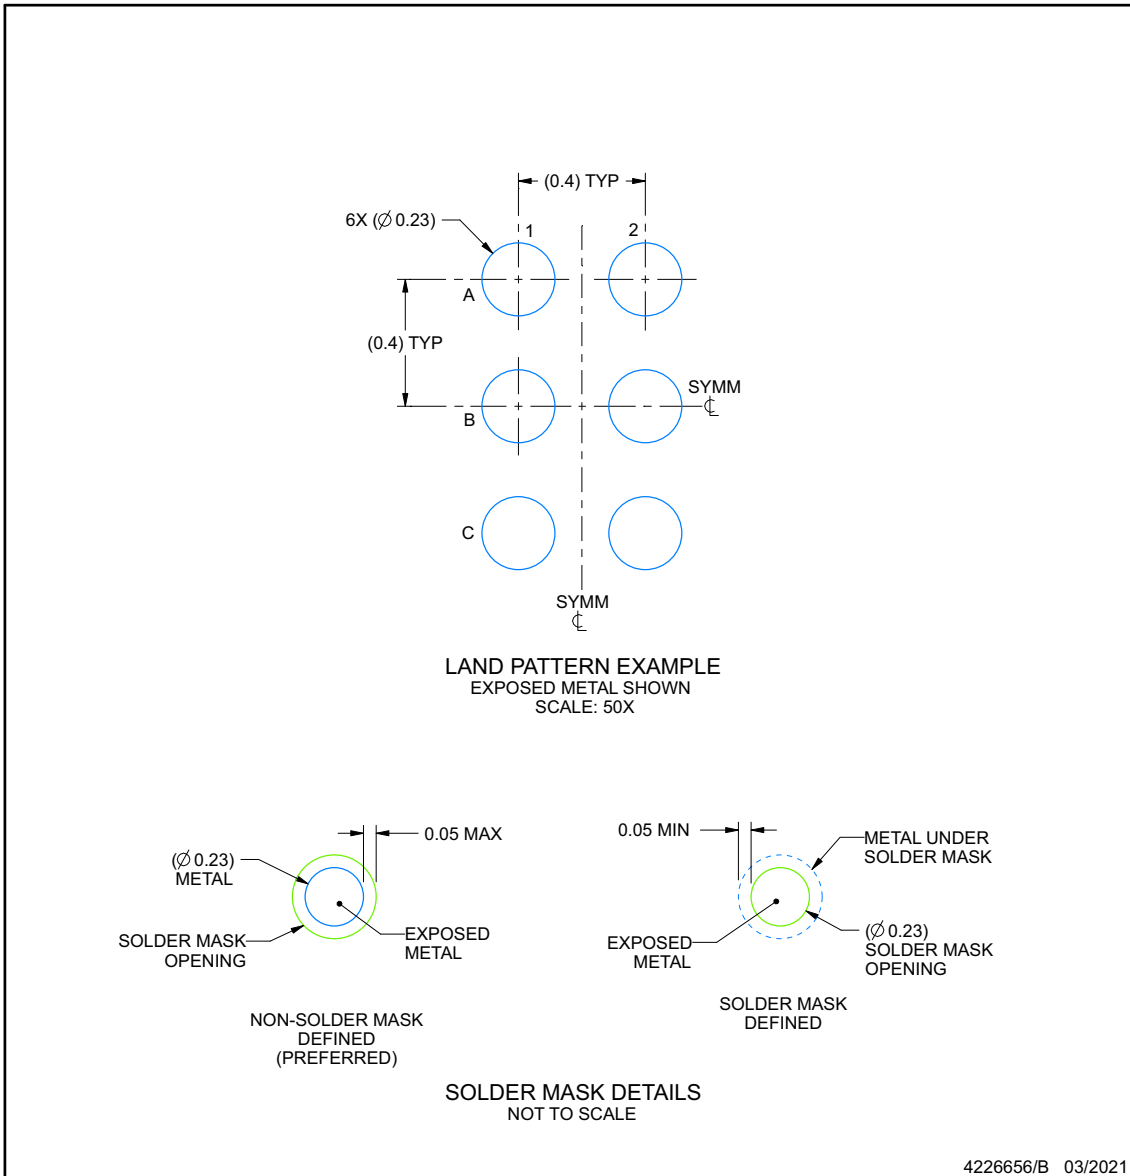 (0.4) TYP
6X (∅ 0.23)
1
2
A
(0.4) TYP
SYMM
℄
B
C
SYMM
℄
LAND PATTERN EXAMPLE
EXPOSED METAL SHOWN
SCALE: 50X
0.05 MAX
(∅ 0.23)
METAL
SOLDER MASK
OPENING
EXPOSED
METAL
NON-SOLDER MASK
DEFINED
(PREFERRED)
0.05 MIN
METAL UNDER
SOLDER MASK
EXPOSED
METAL
(∅ 0.23)
SOLDER MASK
OPENING
SOLDER MASK
DEFINED
SOLDER MASK DETAILS
NOT TO SCALE
4226656/B 03/2021